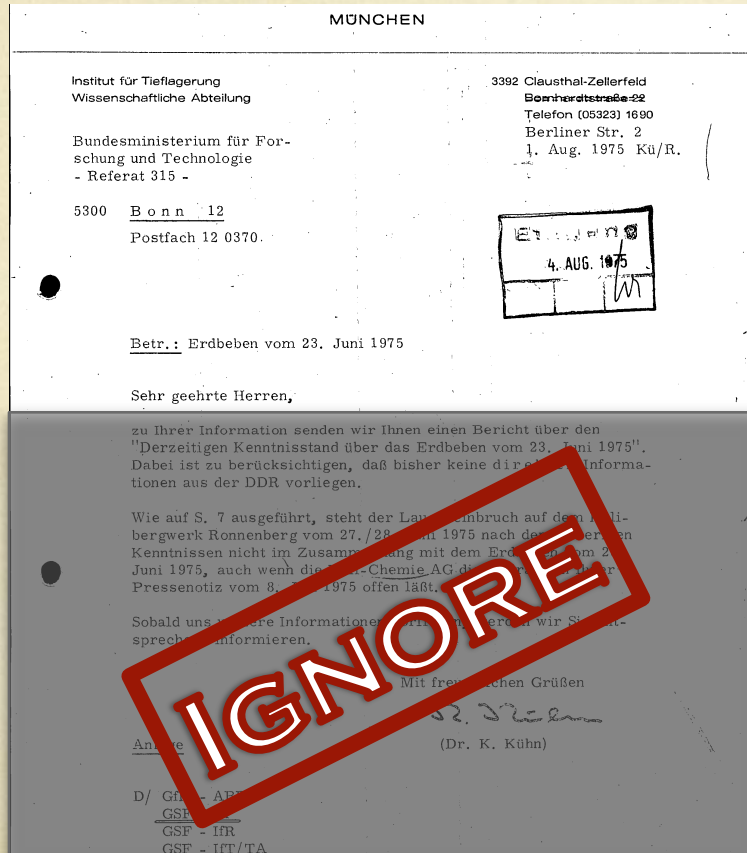 MÜNCHEN
Institut für Tieflagerung
Wissenschaftliche Abteilung
3392 Clausthal-Zellerfeld
Telefon (05323) 1690
Berliner Str. 2
1. Aug. 1975 Kü/R.
Bundesministerium für For-
schung und Technologie
- Referat 315 -
5300 Bonn 12
Postfach 12 0370.
4. AUG. 1975
Betr.: Erdbeben vom 23. Juni 1975
Sehr geehrte Herren,
zu Ihrer Information senden wir Ihnen einen Bericht über den
"Derzeitigen Kenntnisstand über das Erdbeben vom 23. Juni 1975".
Dabei ist zu berücksichtigen, daß bisher keine Informa-
tionen aus der DDR vorliegen.
Wie auf S. 7 ausgeführt, steht der auf dem
bergwerk Ronnenberg vom 27./28. 1975 nach
Kenntnissen nicht im mit dem
Juni 1975, auch wenn die -Chemie AG
Pressenotiz vom 8. 1975 offen läßt.
Sobald uns Informationen wir
informieren.
Mit Grüßen
(Dr. K. Kühn)
IGNORE
D/
GSF
GSF - IfR
GSF - IfT/TA